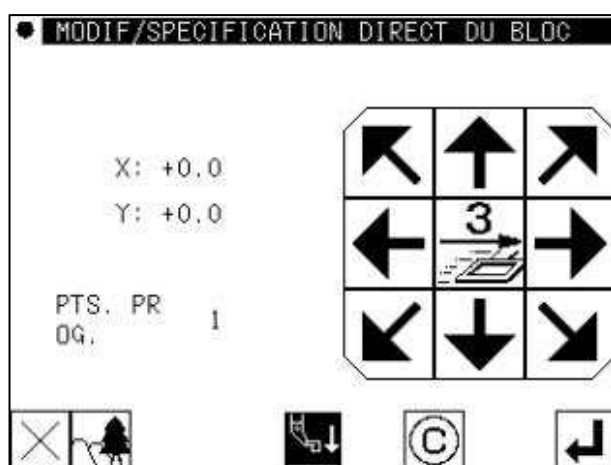 MODIF/SPECIFICATION DIRECT DU BLOC
X: +0.0
Y: +0.0
3
PTS. PR
OG. 1
C